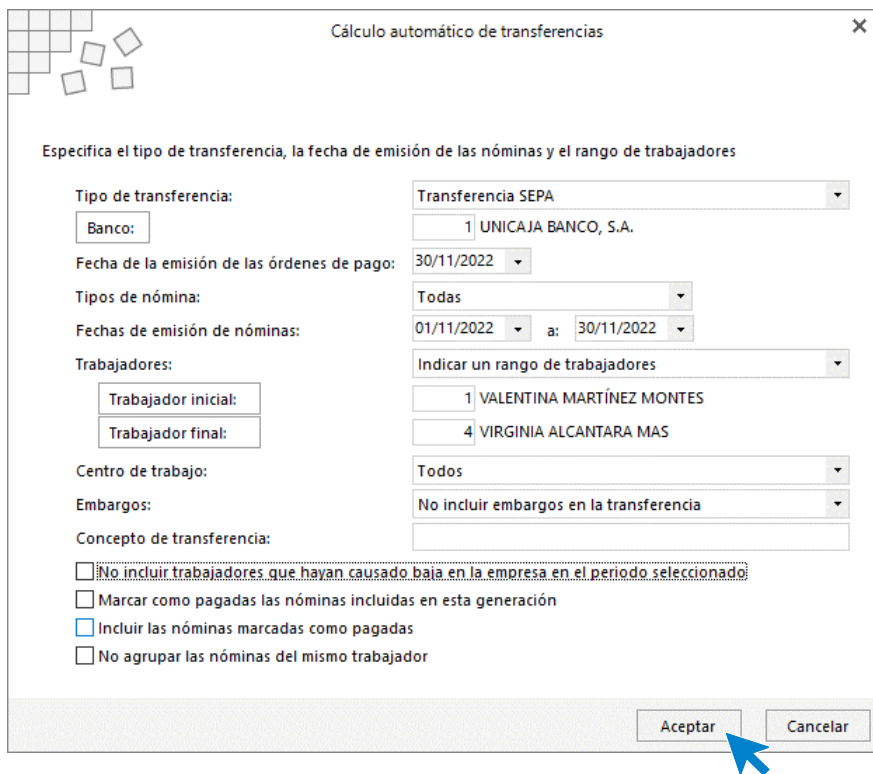 Cálculo automático de transferencias
Especifica el tipo de transferencia, la fecha de emisión de las nóminas y el rango de trabajadores
Tipo de transferencia: Transferencia SEPA
Banco: 1 UNICAJA BANCO, S.A.
Fecha de la emisión de las órdenes de pago: 30/11/2022
Tipos de nómina: Todas
Fechas de emisión de nóminas: 01/11/2022 a: 30/11/2022
Trabajadores: Indicar un rango de trabajadores
Trabajador inicial: 1 VALENTINA MARTÍNEZ MONTES
Trabajador final: 4 VIRGINIA ALCANTARA MAS
Centro de trabajo: Todos
Embargos: No incluir embargos en la transferencia
Concepto de transferencia:
No incluir trabajadores que hayan causado baja en la empresa en el periodo seleccionado
Marcar como pagadas las nóminas incluidas en esta generación
Incluir las nóminas marcadas como pagadas
No agrupar las nóminas del mismo trabajador
Aceptar Cancelar